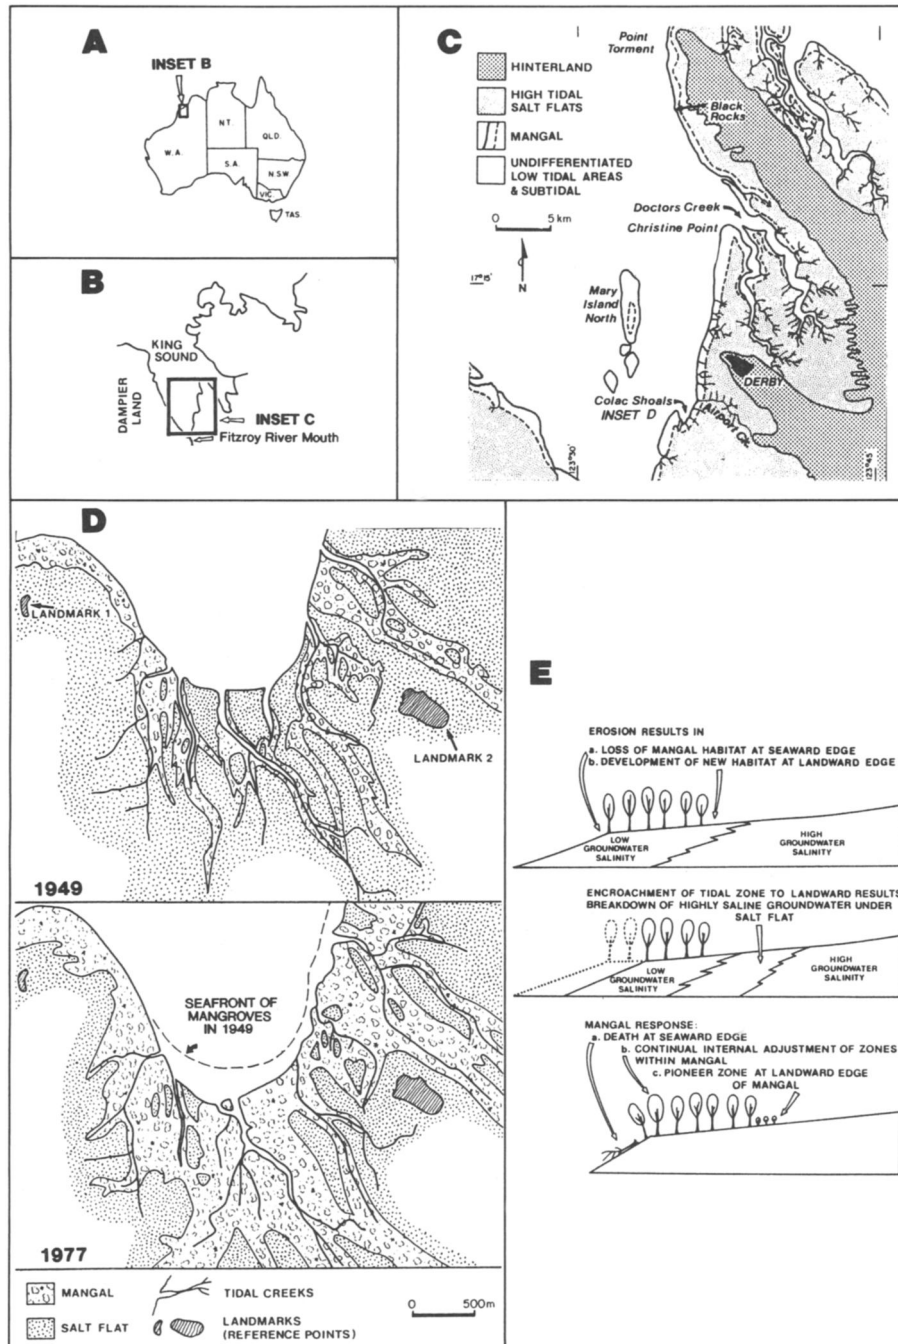 A
INSET B
W.A.
N.T.
QLD.
S.A.
N.S.W
VIC
TAS.
B
KING
SOUND
DAMPIER
LAND
INSET C
Fitzroy River Mouth
C
HINTERLAND
HIGH TIDAL
SALT FLATS
MANGAL
UNDIFFERENTIATED
LOW TIDAL AREAS
& SUBTIDAL
0 5 km
N
17°15'
Point
Torment
Black
Rocks
Doctors Creek
Christine Point
Mary
Island
North
DERBY
Colac Shoals
INSET D
Airport Ck.
123°30'
123°45'
D
LANDMARK 1
LANDMARK 2
1949
SEAFRONT OF
MANGROVES
IN 1949
1977
MANGAL
TIDAL CREEKS
SALT FLAT
LANDMARKS
(REFERENCE POINTS)
0 500m
E
EROSION RESULTS IN
a. LOSS OF MANGAL HABITAT AT SEAWARD EDGE
b. DEVELOPMENT OF NEW HABITAT AT LANDWARD EDGE
LOW
GROUNDWATER
SALINITY
HIGH
GROUNDWATER
SALINITY
ENCROACHMENT OF TIDAL ZONE TO LANDWARD RESULTS
BREAKDOWN OF HIGHLY SALINE GROUNDWATER UNDER
SALT FLAT
LOW
GROUNDWATER
SALINITY
HIGH
GROUNDWATER
SALINITY
MANGAL RESPONSE:
a. DEATH AT SEAWARD EDGE
b. CONTINUAL INTERNAL ADJUSTMENT OF ZONES
WITHIN MANGAL
c. PIONEER ZONE AT LANDWARD EDGE
OF MANGAL